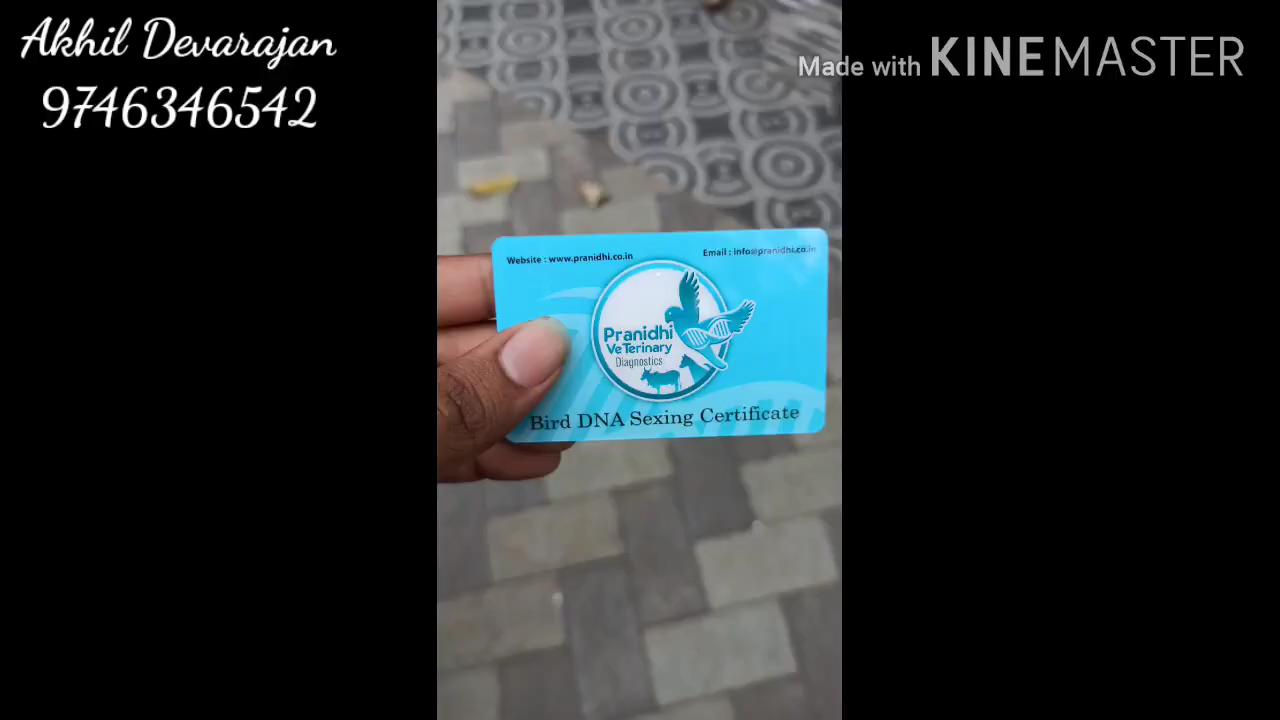 Akhil Devarajan
9746346542
Made with KINEMASTER
Website : www.pranidhi.co.in
Email : info@pranidhi.co.in
Pranidhi
VeTerinary
Diagnostics
Bird DNA Sexing Certificate